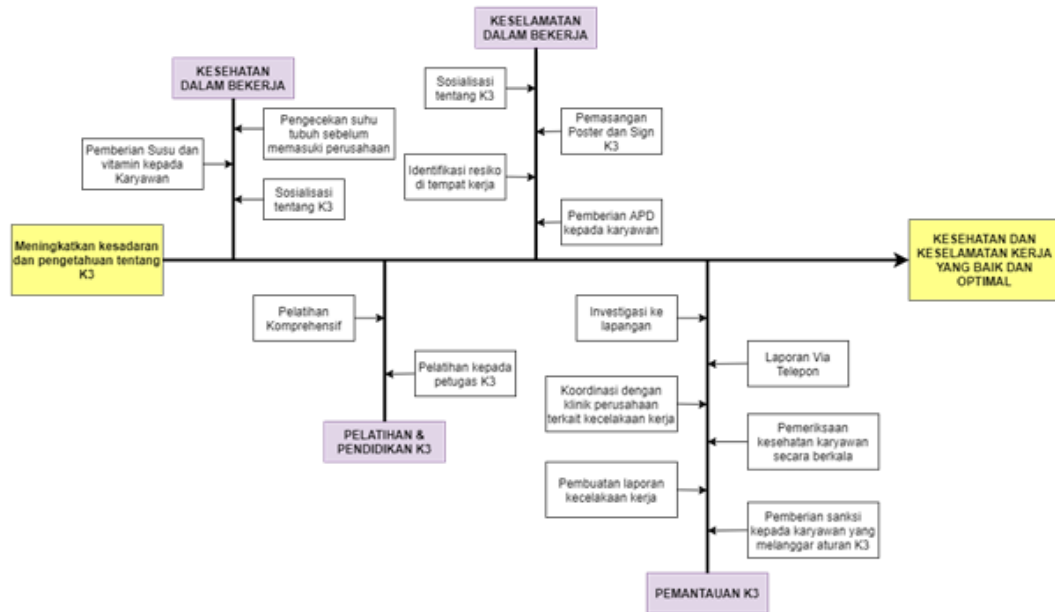 KESELAMATAN
DALAM BEKERJA
KESEHATAN
DALAM BEKERJA
Sosialisasi
tentang K3
Pengecekan suhu
tubuh sebelum
memasuki perusahaan
Pemasangan
Poster dan Sign
K3
Pemberian Susu dan
vitamin kepada
Karyawan
Identifikasi resiko
di tempat kerja
Sosialisasi
tentang K3
Pemberian APD
kepada karyawan
Meningkatkan kesadaran
dan pengetahuan tentang
K3
KESEHATAN DAN
KESELAMATAN KERJA
YANG BAIK DAN
OPTIMAL
Pelatihan
Komprehensif
Investigasi ke
lapangan
Pelatihan kepada
petugas K3
Laporan Via
Telepon
Koordinasi dengan
klinik perusahaan
terkait kecelakaan kerja
PELATIHAN &
PENDIDIKAN K3
Pemeriksaan
kesehatan karyawan
secara berkala
Pembuatan laporan
kecelakaan kerja
Pemberian sanksi
kepada karyawan yang
melanggar aturan K3
PEMANTAUAN K3